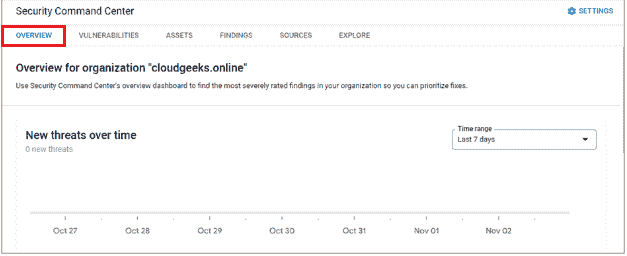 Security Command Center
SETTINGS
OVERVIEW VULNERABILITIES ASSETS FINDINGS SOURCES EXPLORE
Overview for organization "cloudgeeks.online"
Use Security Command Center's overview dashboard to find the most severely rated findings in your organization so you can prioritize fixes.
New threats over time
0 new threats
Time range
Last 7 days
Oct 27 Oct 28 Oct 29 Oct 30 Oct 31 Nov 01 Nov 02